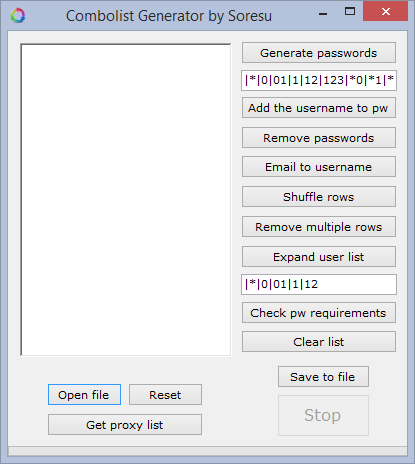 Combolist Generator by Soresu
Generate passwords
|*|0|01|1|12|123|*0|*1|*
Add the username to pw
Remove passwords
Email to username
Shuffle rows
Remove multiple rows
Expand user list
|*|0|01|1|12
Check pw requirements
Clear list
Save to file
Open file
Reset
Stop
Get proxy list